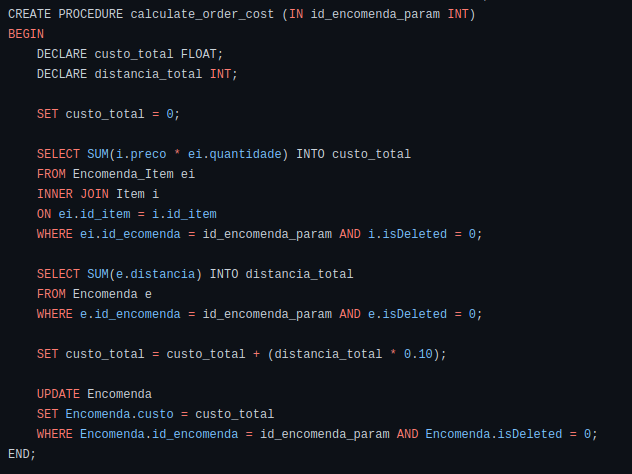 CREATE PROCEDURE calculate_order_cost (IN id_encomenda_param INT)
BEGIN
    DECLARE custo_total FLOAT;
    DECLARE distancia_total INT;

    SET custo_total = 0;

    SELECT SUM(i.preco * ei.quantidade) INTO custo_total
    FROM Encomenda_Item ei
    INNER JOIN Item i
    ON ei.id_item = i.id_item
    WHERE ei.id_ecomenda = id_encomenda_param AND i.isDeleted = 0;

    SELECT SUM(e.distancia) INTO distancia_total
    FROM Encomenda e
    WHERE e.id_encomenda = id_encomenda_param AND e.isDeleted = 0;

    SET custo_total = custo_total + (distancia_total * 0.10);

    UPDATE Encomenda
    SET Encomenda.custo = custo_total
    WHERE Encomenda.id_encomenda = id_encomenda_param AND Encomenda.isDeleted = 0;
END;